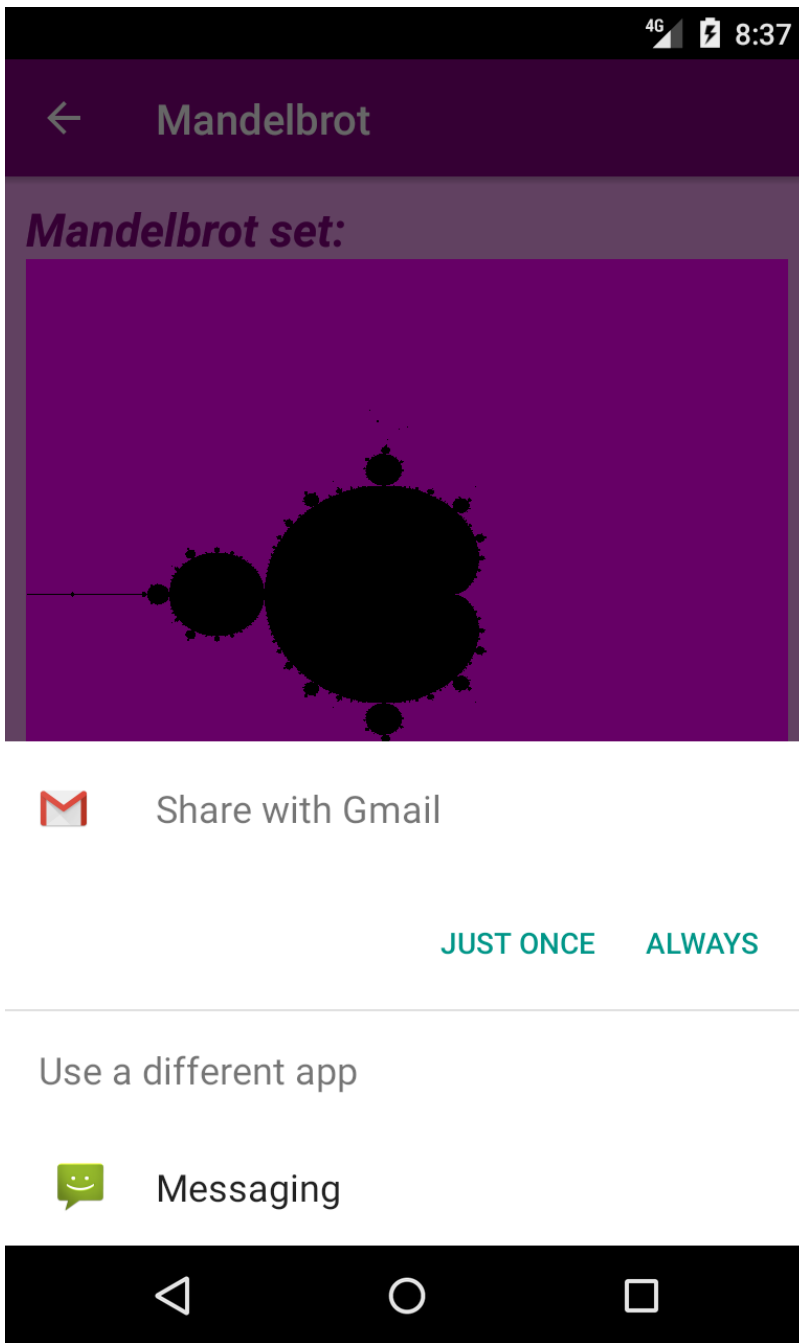 4G 8:37
Mandelbrot
Mandelbrot set:
Share with Gmail
JUST ONCE ALWAYS
Use a different app
Messaging